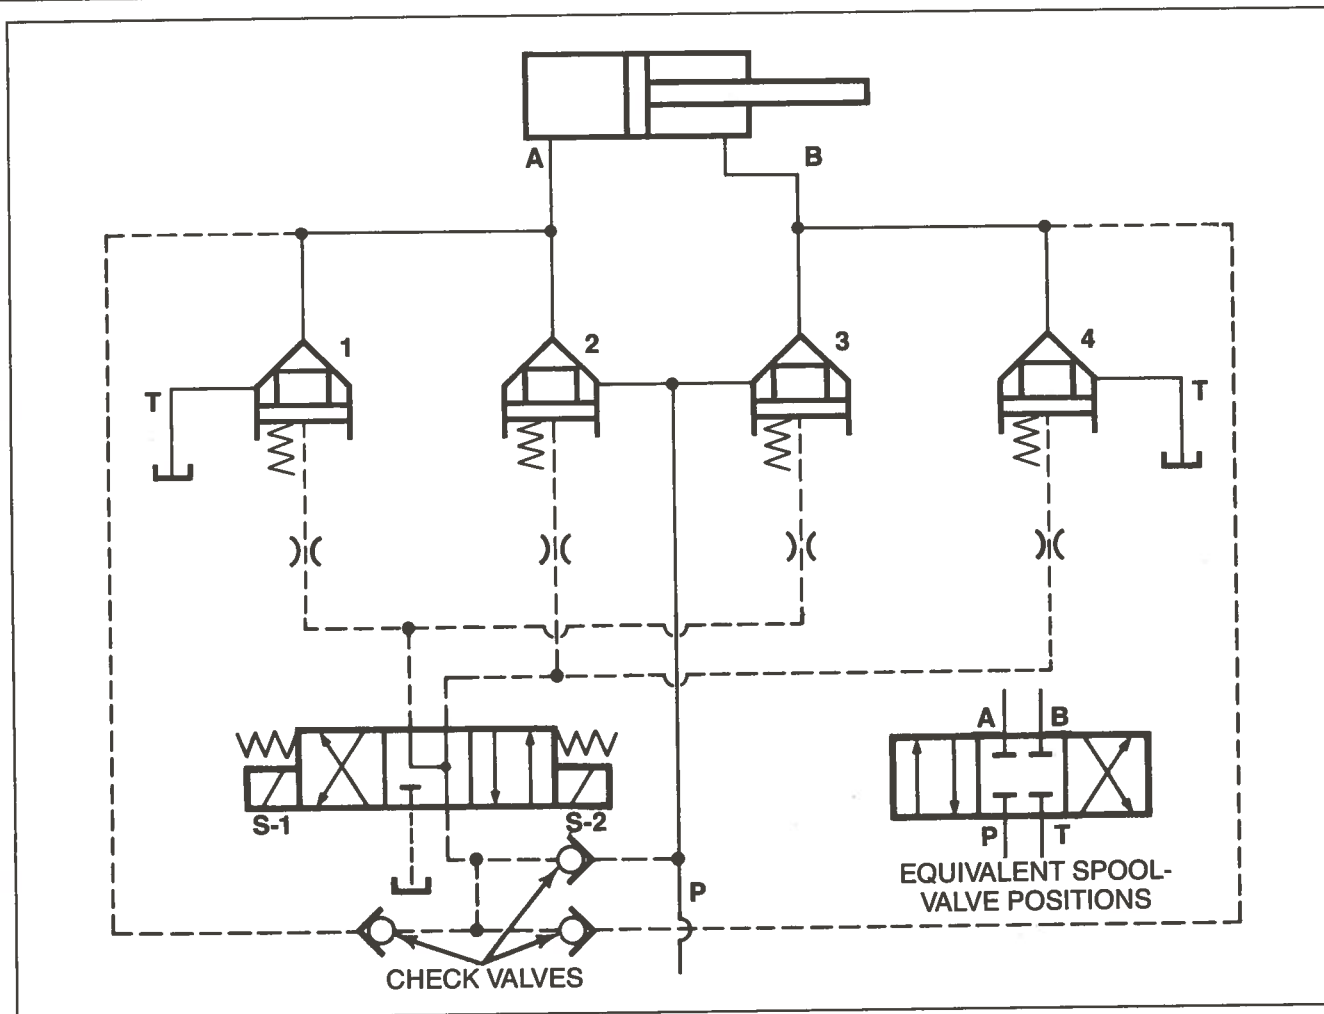 A
B
1
2
3
4
T
T
S-1
S-2
A
B
P
T
P
EQUIVALENT SPOOL-
VALVE POSITIONS
CHECK VALVES